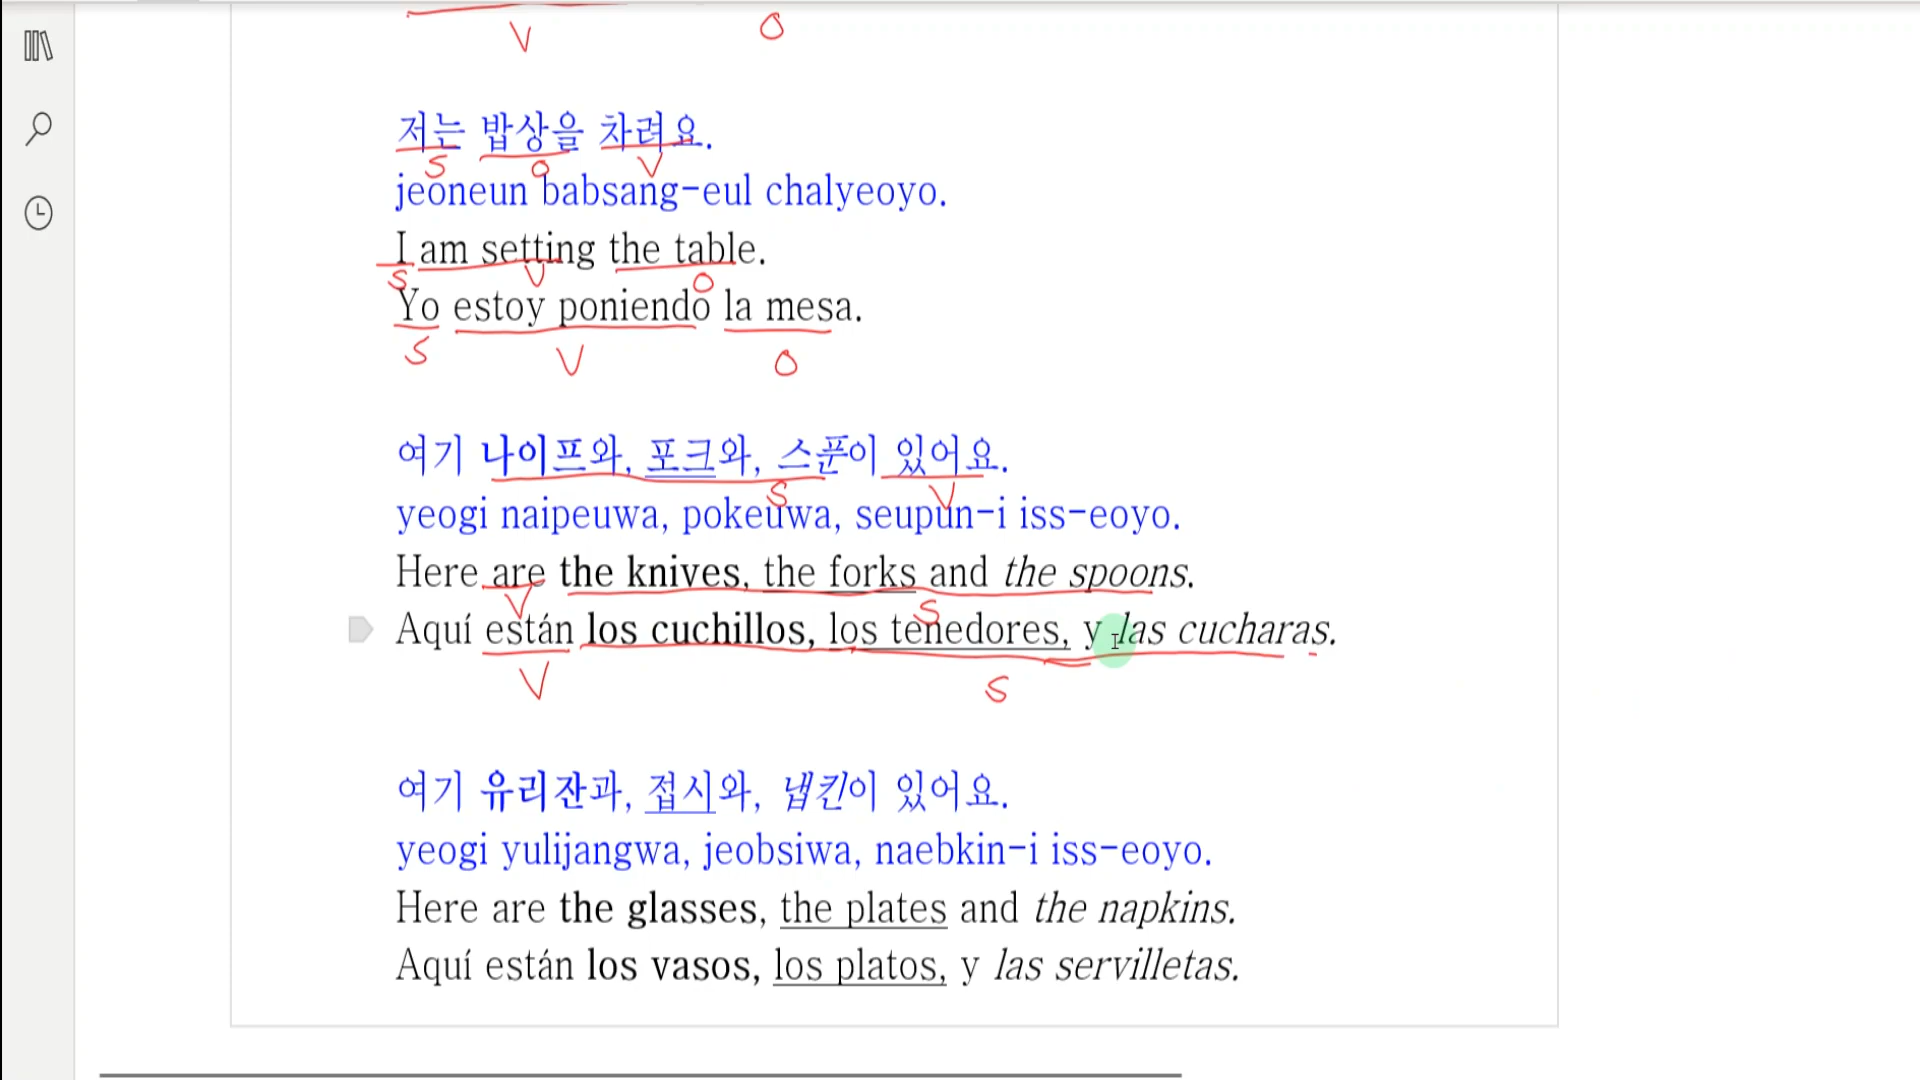 V O
저는 밥상을 차려요.
S O V
jeoneun babsang-eul chalyeoyo.
I am setting the table.
S V O
Yo estoy poniendo la mesa.
S V O
여기 나이프와, 포크와, 스푼이 있어요.
S V
yeogi naipeuwa, pokeuwa, seupun-i iss-eoyo.
Here are the knives, the forks and the spoons.
V S
Aquí están los cuchillos, los tenedores, y las cucharas.
V S
여기 유리잔과, 접시와, 냅킨이 있어요.
yeogi yulijangwa, jeobsiwa, naebkin-i iss-eoyo.
Here are the glasses, the plates and the napkins.
Aquí están los vasos, los platos, y las servilletas.